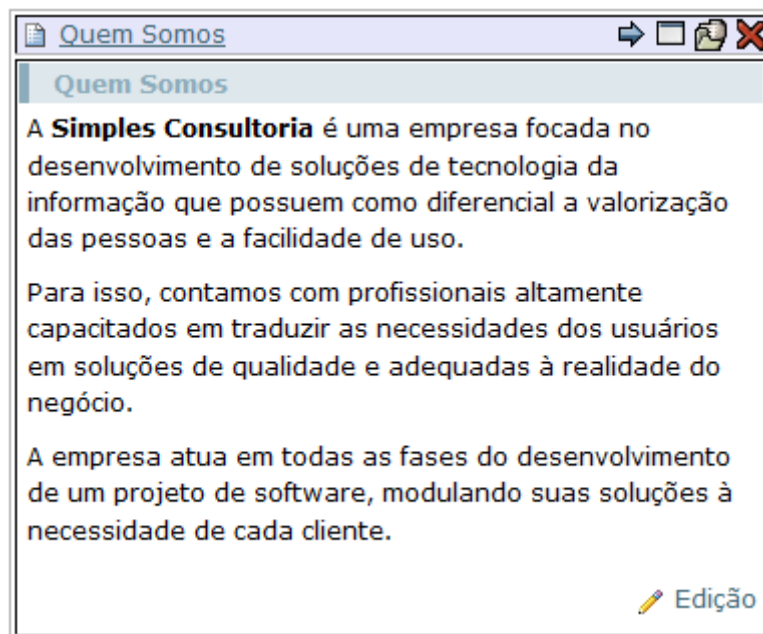 Quem Somos
Quem Somos
A Simples Consultoria é uma empresa focada no
desenvolvimento de soluções de tecnologia da
informação que possuem como diferencial a valorização
das pessoas e a facilidade de uso.
Para isso, contamos com profissionais altamente
capacitados em traduzir as necessidades dos usuários
em soluções de qualidade e adequadas à realidade do
negócio.
A empresa atua em todas as fases do desenvolvimento
de um projeto de software, modulando suas soluções à
necessidade de cada cliente.
Edição